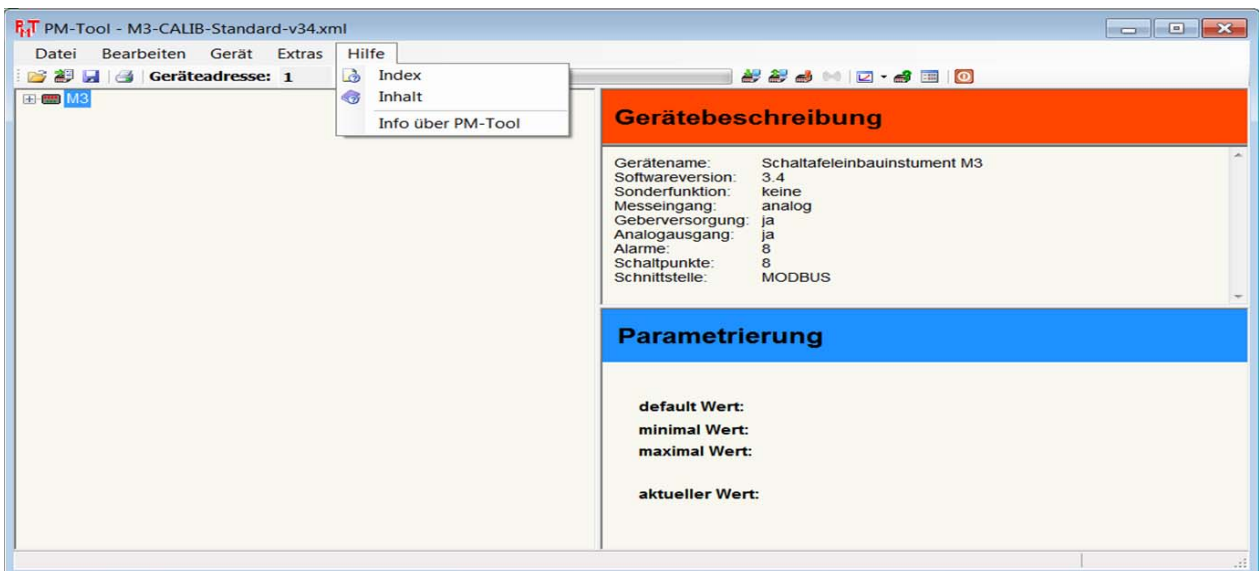 PM-Tool - M3-CALIB-Standard-v34.xml
Datei Bearbeiten Gerät Extras Hilfe
Geräteadresse: 1
Index
Inhalt
Info über PM-Tool
M3
Gerätebeschreibung
Gerätename: Schaltafeleinbauinstument M3
Softwareversion: 3.4
Sonderfunktion: keine
Messeingang: analog
Geberversorgung: ja
Analogausgang: ja
Alarme: 8
Schaltpunkte: 8
Schnittstelle: MODBUS
Parametrierung
default Wert:
minimal Wert:
maximal Wert:
aktueller Wert: